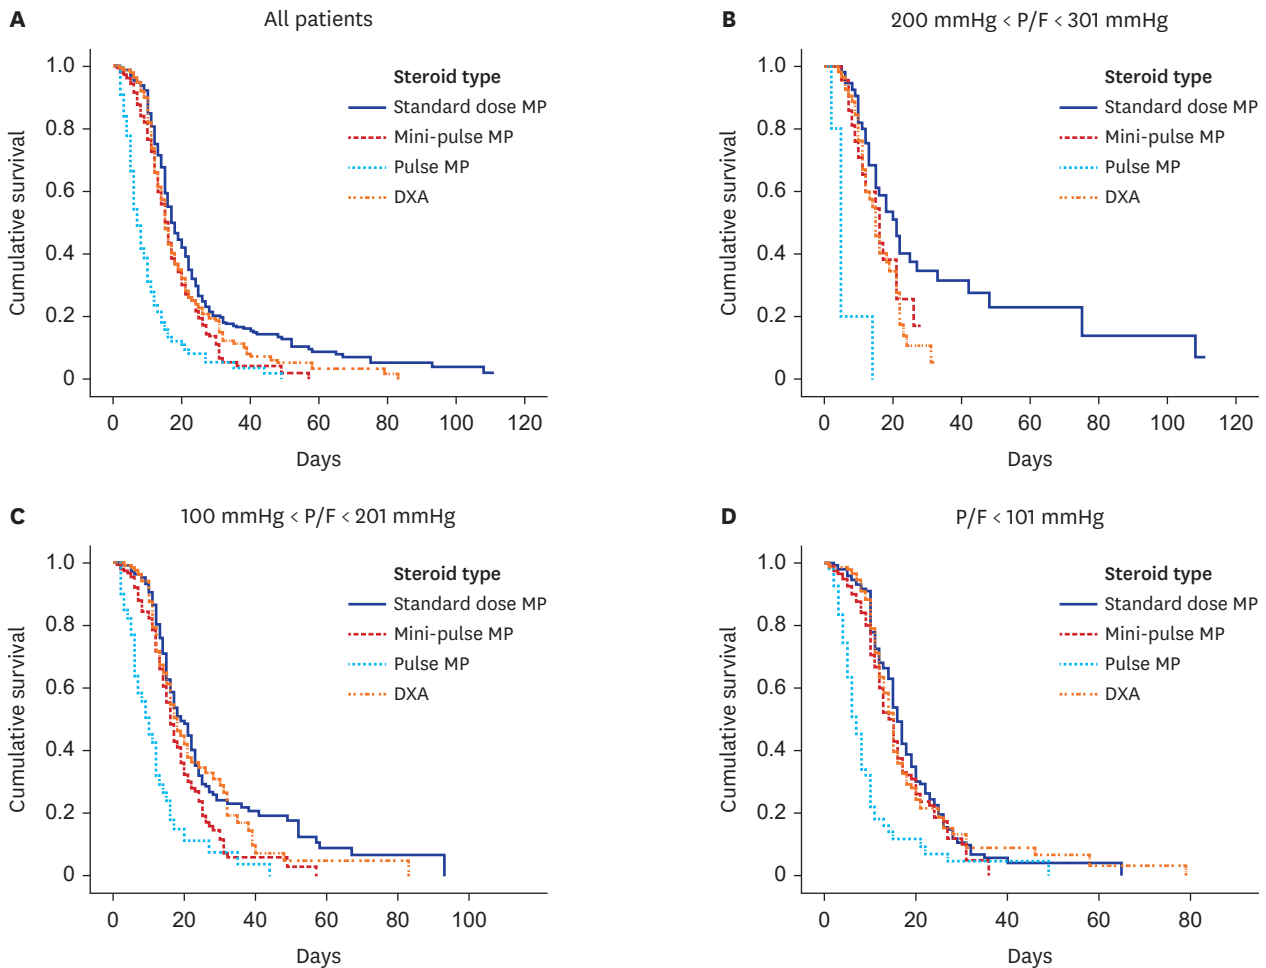 A
All patients
Cumulative survival
1.0
0.8
0.6
0.4
0.2
0
0 20 40 60 80 100 120
Days
Steroid type
Standard dose MP
Mini-pulse MP
Pulse MP
DXA
B
200 mmHg < P/F < 301 mmHg
Cumulative survival
1.0
0.8
0.6
0.4
0.2
0
0 20 40 60 80 100 120
Days
Steroid type
Standard dose MP
Mini-pulse MP
Pulse MP
DXA
C
100 mmHg < P/F < 201 mmHg
Cumulative survival
1.0
0.8
0.6
0.4
0.2
0
0 20 40 60 80 100
Days
Steroid type
Standard dose MP
Mini-pulse MP
Pulse MP
DXA
D
P/F < 101 mmHg
Cumulative survival
1.0
0.8
0.6
0.4
0.2
0
0 20 40 60 80
Days
Steroid type
Standard dose MP
Mini-pulse MP
Pulse MP
DXA